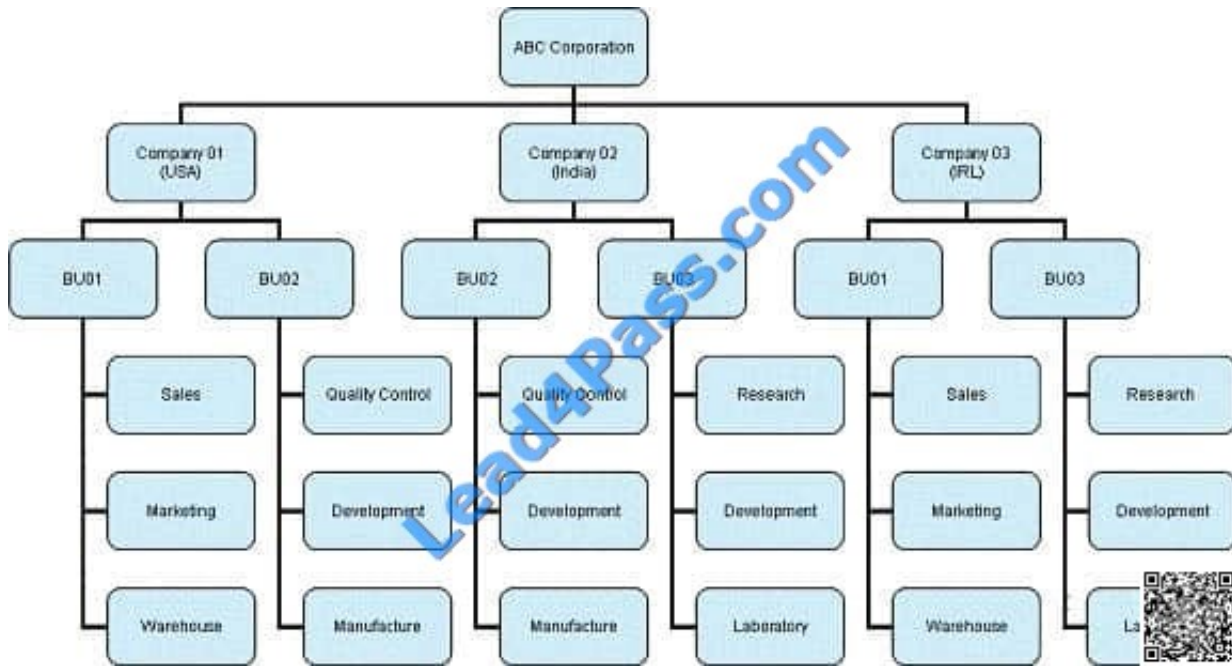 ABC Corporation
Company 01
(USA)
Company 02
(India)
Company 03
(IRL)
BU01
BU02
BU02
BU03
BU01
BU03
Sales
Quality Control
Quality Control
Research
Sales
Research
Marketing
Development
Development
Development
Marketing
Development
Warehouse
Manufacture
Manufacture
Laboratory
Warehouse
La
Lead4Pass.com